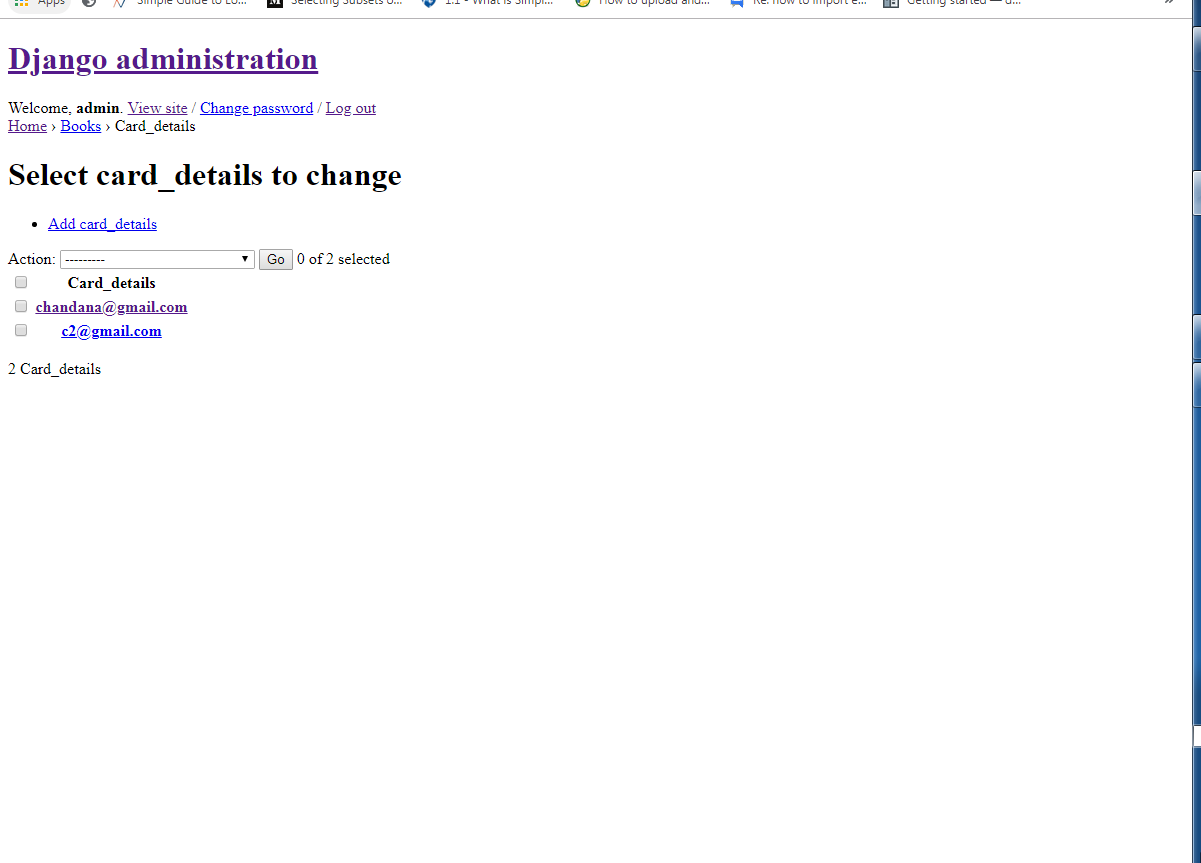 Apps Simple Guide to Lo... M Selecting Subsets o... 1.1 - What is Simpl... How to upload and... Re: how to import e... Getting started — d... »
Django administration
Welcome, admin. View site / Change password / Log out
Home › Books › Card_details
Select card_details to change
• Add card_details
Action: --------- Go 0 of 2 selected
Card_details
chandana@gmail.com
c2@gmail.com
2 Card_details